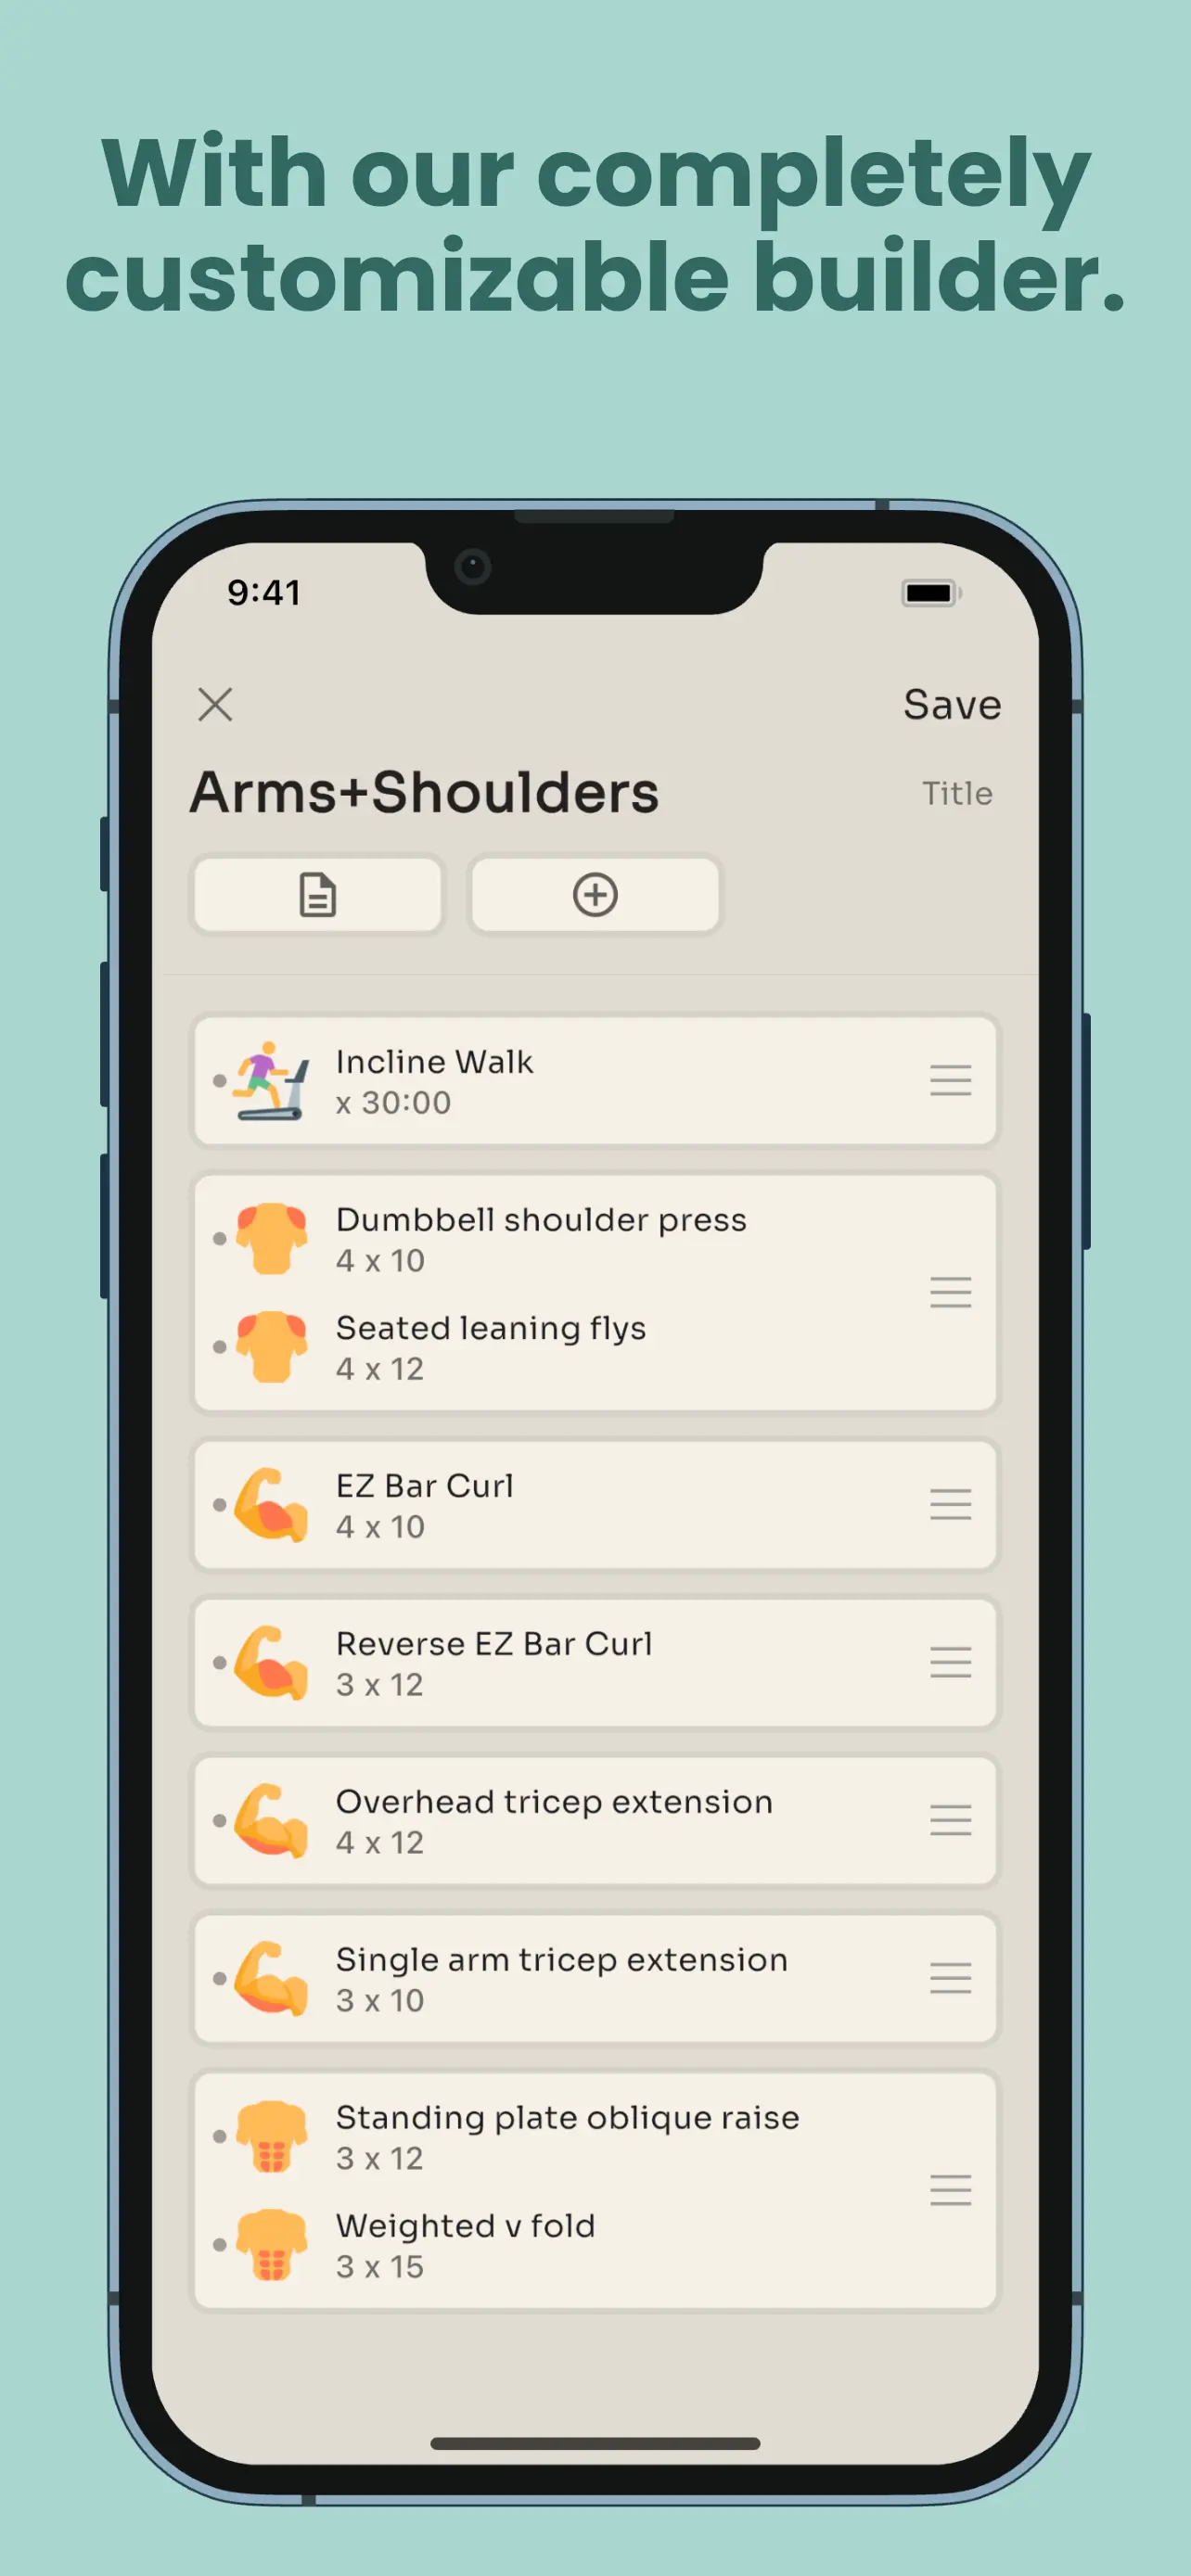 With our completely
customizable builder.
9:41
Save
Arms+Shoulders
Title
Incline Walk
x 30:00
Dumbbell shoulder press
4 x 10
Seated leaning flys
4 x 12
EZ Bar Curl
4 x 10
Reverse EZ Bar Curl
3 x 12
Overhead tricep extension
4 x 12
Single arm tricep extension
3 x 10
Standing plate oblique raise
3 x 12
Weighted v fold
3 x 15